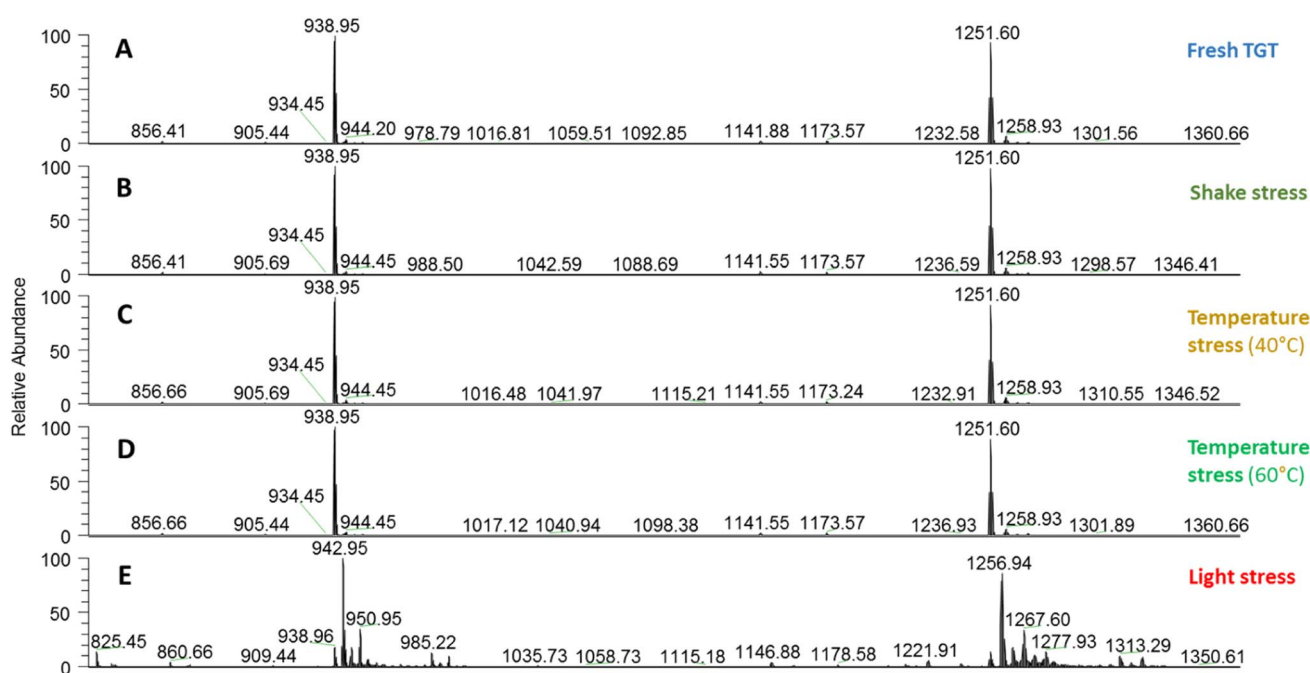 Relative Abundance
938.95
100
A
1251.60
Fresh TGT
50
934.45
856.41 905.44 944.20 978.79 1016.81 1059.51 1092.85 1141.88 1173.57 1232.58 1258.93 1301.56 1360.66
0
938.95
100
B
1251.60
Shake stress
50
934.45
856.41 905.69 944.45 988.50 1042.59 1088.69 1141.55 1173.57 1236.59 1258.93 1298.57 1346.41
0
938.95
100
C
1251.60
Temperature
stress (40°C)
50
934.45
856.66 905.69 944.45 1016.48 1041.97 1115.21 1141.55 1173.24 1232.91 1258.93 1310.55 1346.52
0
938.95
100
D
1251.60
Temperature
stress (60°C)
50
934.45
856.66 905.44 944.45 1017.12 1040.94 1098.38 1141.55 1173.57 1236.93 1258.93 1301.89 1360.66
0
942.95
100
E
1256.94
Light stress
50
950.95 1267.60
825.45 860.66 909.44 938.96 985.22 1035.73 1058.73 1115.18 1146.88 1178.58 1221.91 1277.93 1313.29 1350.61
0